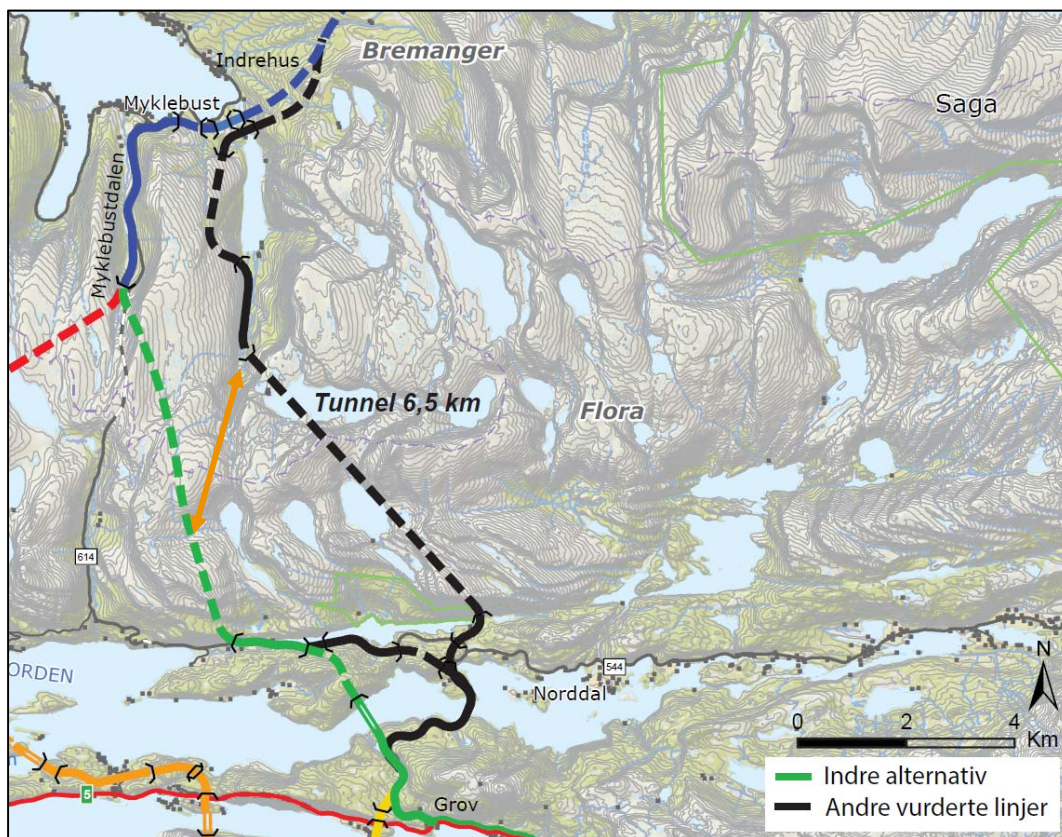 Bremanger
Indrehus
Myklebust
Saga
Myklebustdalen
Tunnel 6,5 km
Flora
614
ORDEN
544
Norddal
N
0 2 4
Km
5
Grov
Indre alternativ
Andre vurderte linjer